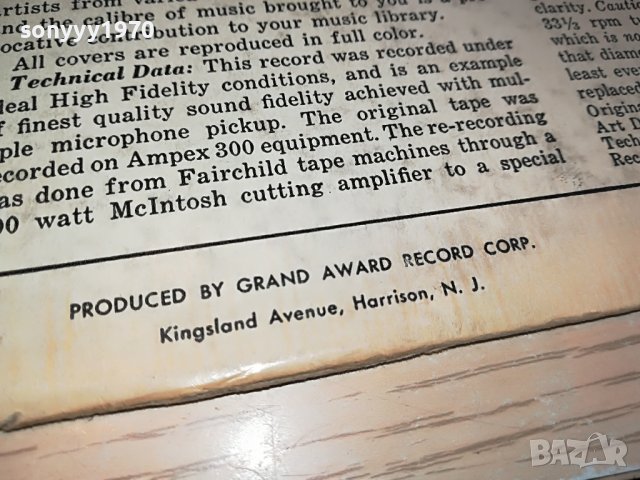 sonyyy1970
artists from
and the calibre of music brought to you is a
ocative contribution to your music library.
All covers are reproduced in full color.
Technical Data: This record was recorded under
deal High Fidelity conditions, and is an example
f finest quality sound fidelity achieved with mul-
ple microphone pickup. The original tape was
ecorded on Ampex 300 equipment. The re-recording
as done from Fairchild tape machines through a
00 watt McIntosh cutting amplifier to a special
clarity. Caut
33⅓ rpm to
which is no
that diam
least eve
replaced
Origin
Art D
Tech
Rec
PRODUCED BY GRAND AWARD RECORD CORP.
Kingsland Avenue, Harrison, N. J.
BAZAR